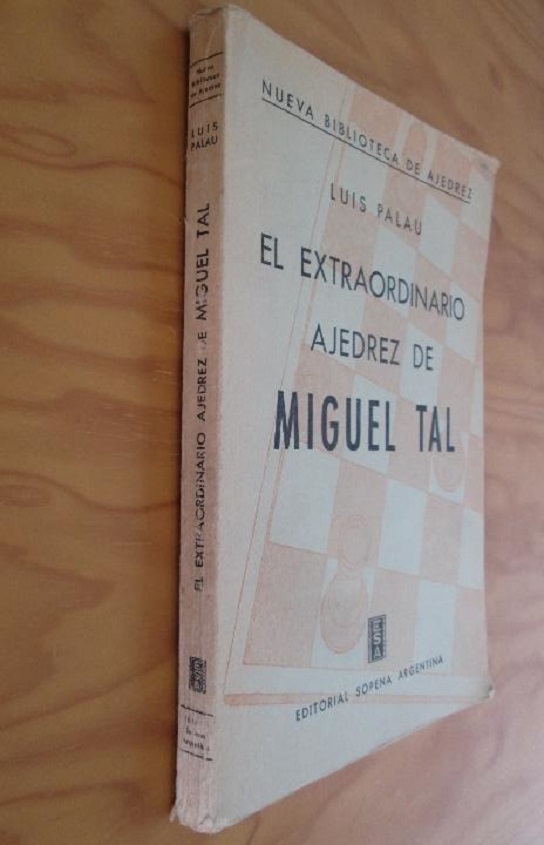 NUEVA BIBLIOTECA DE AJEDREZ
LUIS PALAU
EL EXTRAORDINARIO
AJEDREZ DE
MIGUEL TAL
ESA
EDITORIAL SOPENA ARGENTINA
LUIS
PALAU
EL EXTRAORDINARIO AJEDREZ DE MIGUEL TAL